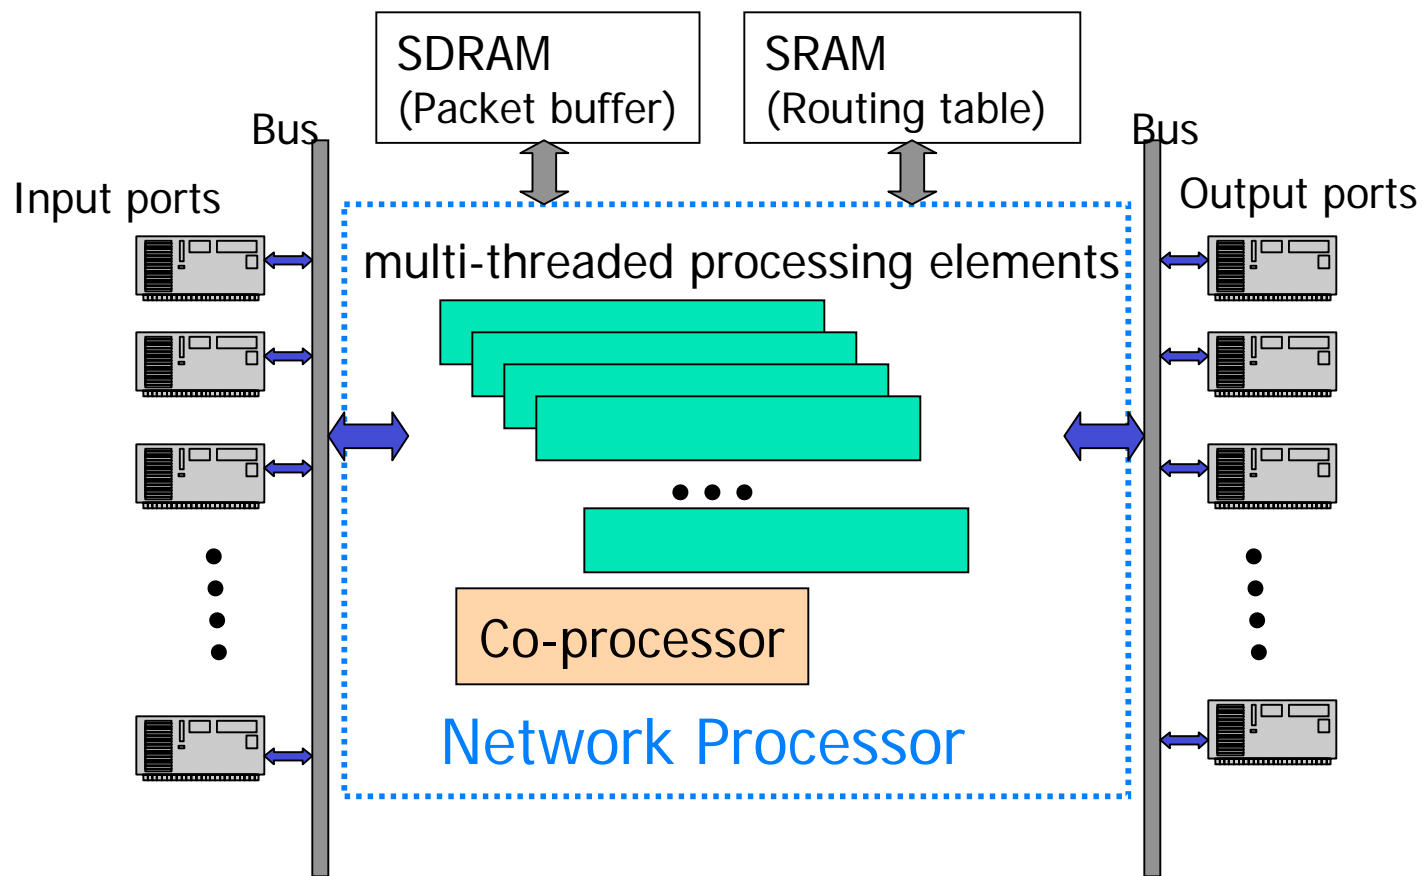 SDRAM
(Packet buffer)
SRAM
(Routing table)
Bus
Bus
Input ports
Output ports
multi-threaded processing elements
Co-processor
Network Processor